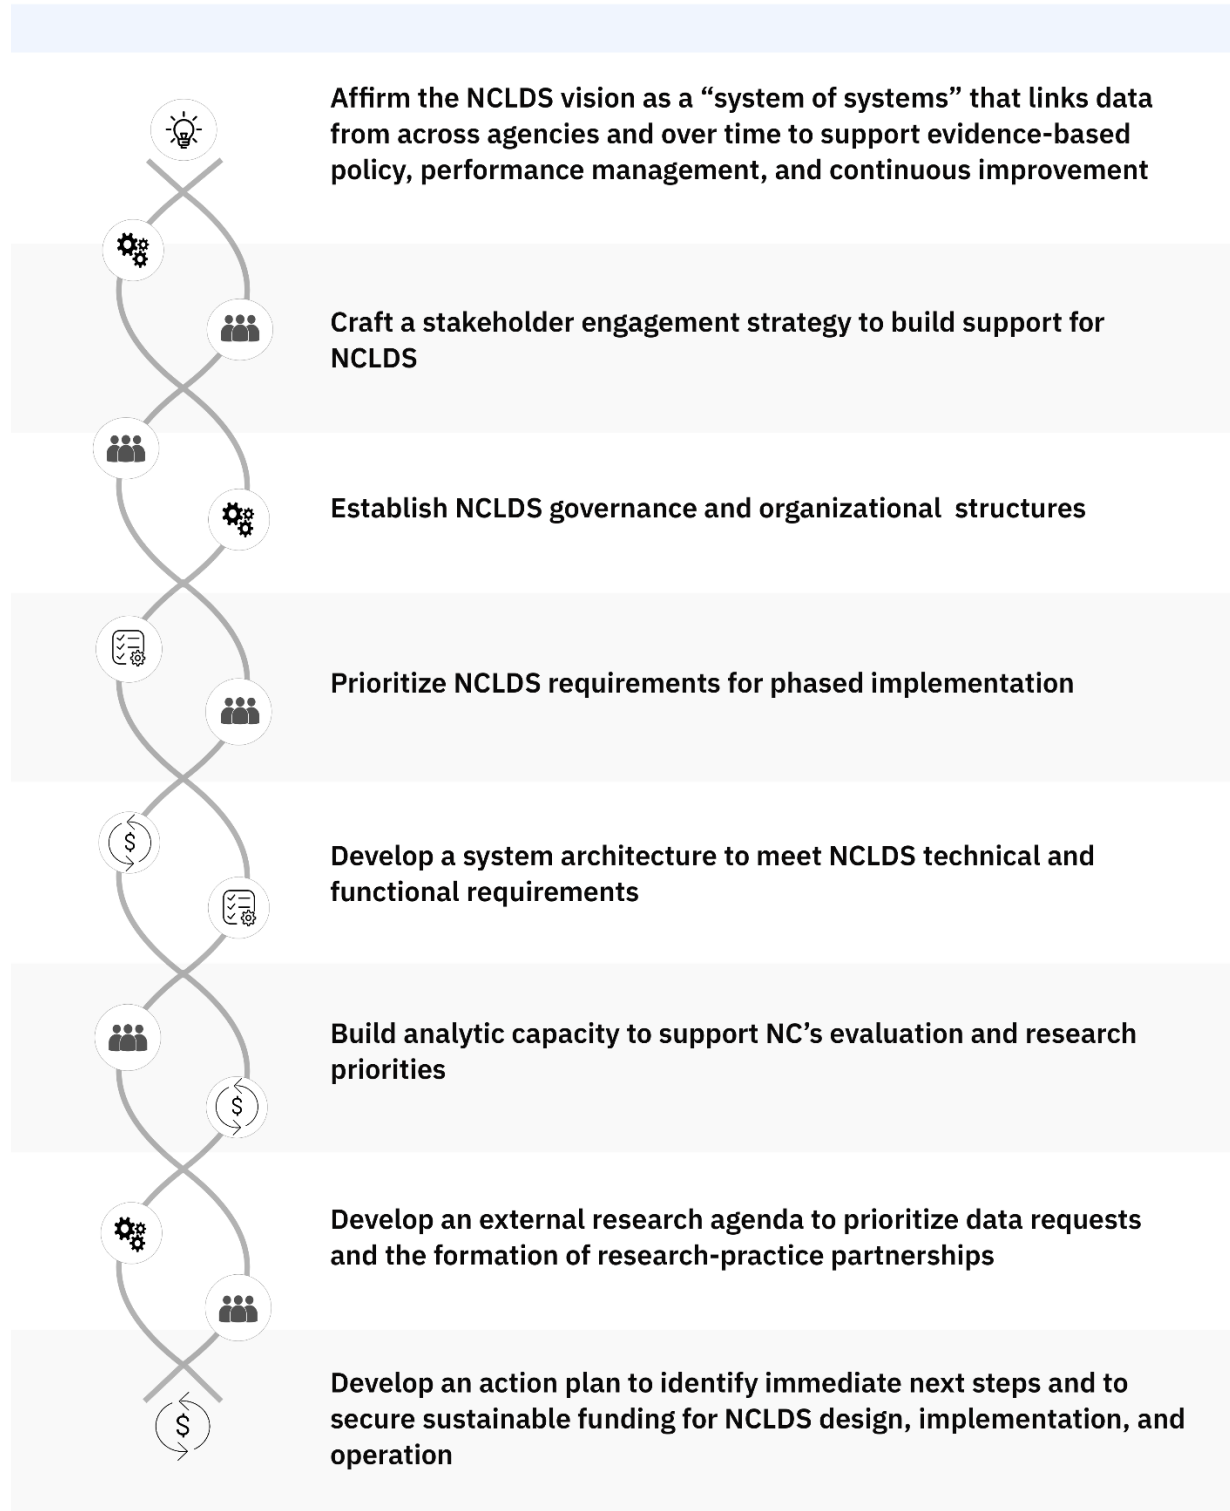 Affirm the NCLDS vision as a “system of systems” that links data
from across agencies and over time to support evidence-based
policy, performance management, and continuous improvement
Craft a stakeholder engagement strategy to build support for
NCLDS
Establish NCLDS governance and organizational  structures
Prioritize NCLDS requirements for phased implementation
$
Develop a system architecture to meet NCLDS technical and
functional requirements
Build analytic capacity to support NC’s evaluation and research
priorities
$
Develop an external research agenda to prioritize data requests
and the formation of research-practice partnerships
Develop an action plan to identify immediate next steps and to
secure sustainable funding for NCLDS design, implementation, and
operation
$